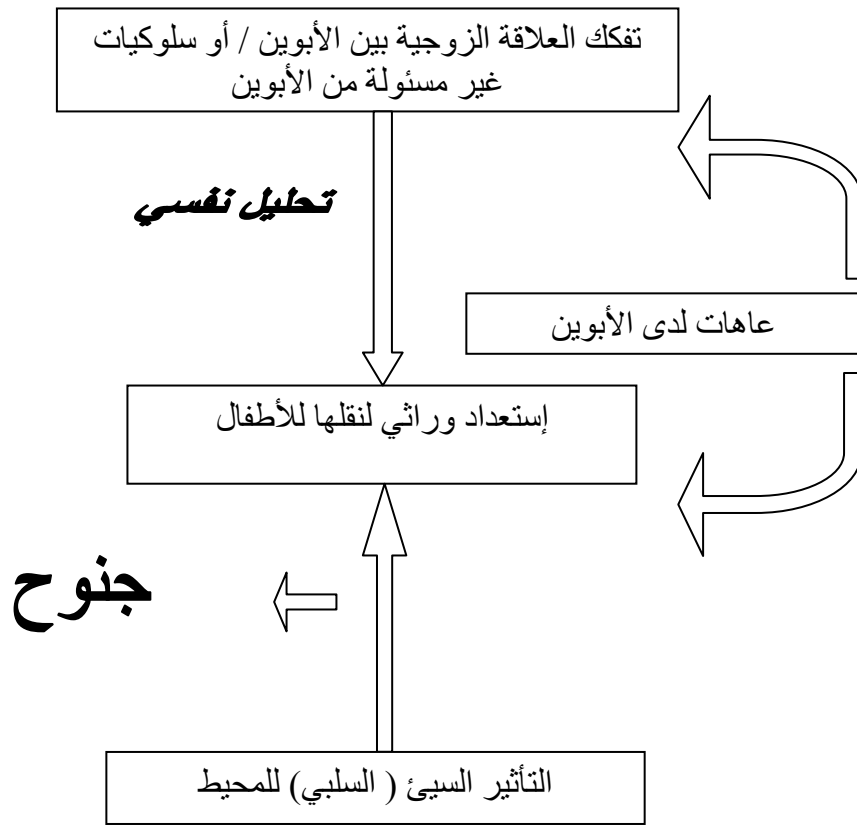 تفكك العلاقة الزوجية بين الأبوين / أو سلوكيات
غير مسئولة من الأبوين
تحليل نفسي
عاهات لدى الأبوين
إستعداد وراثي لنقلها للأطفال
جنوح
التأثير السيئ ( السلبي) للمحيط